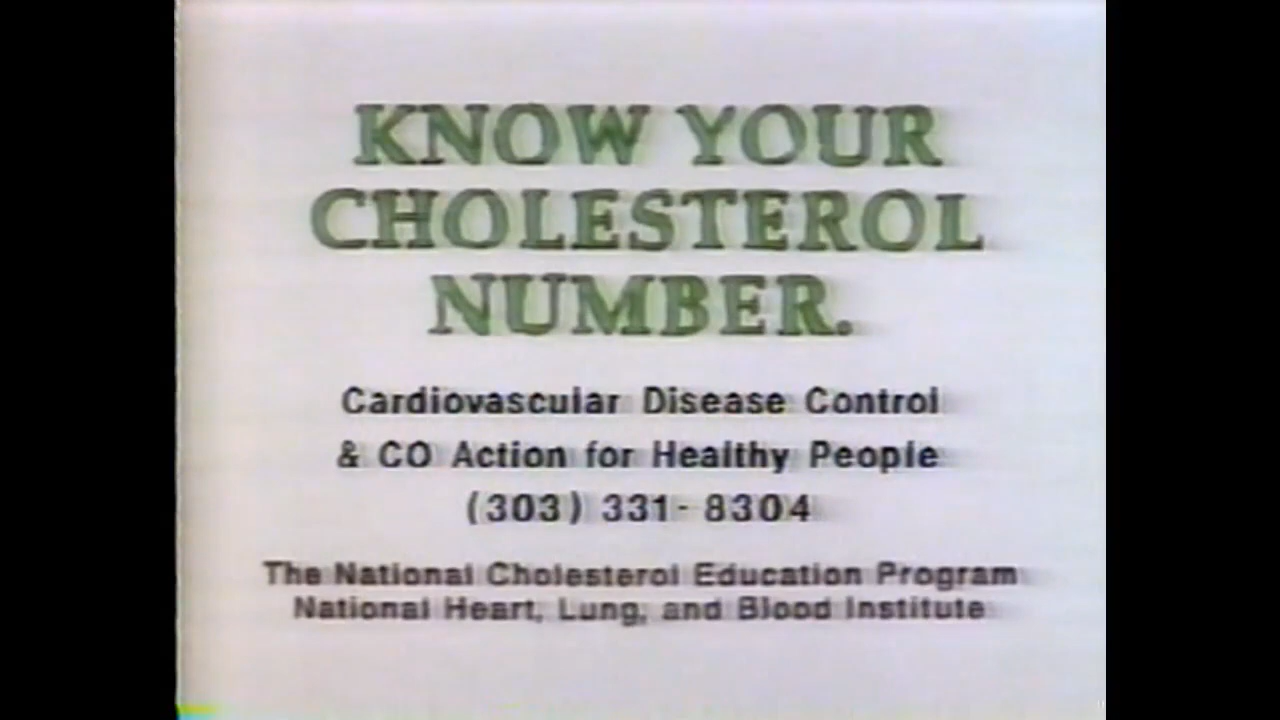 KNOW YOUR
CHOLESTEROL
NUMBER.
Cardiovascular Disease Control
& CO Action for Healthy People
(303) 331-8304
The National Cholesterol Education Program
National Heart, Lung, and Blood Institute